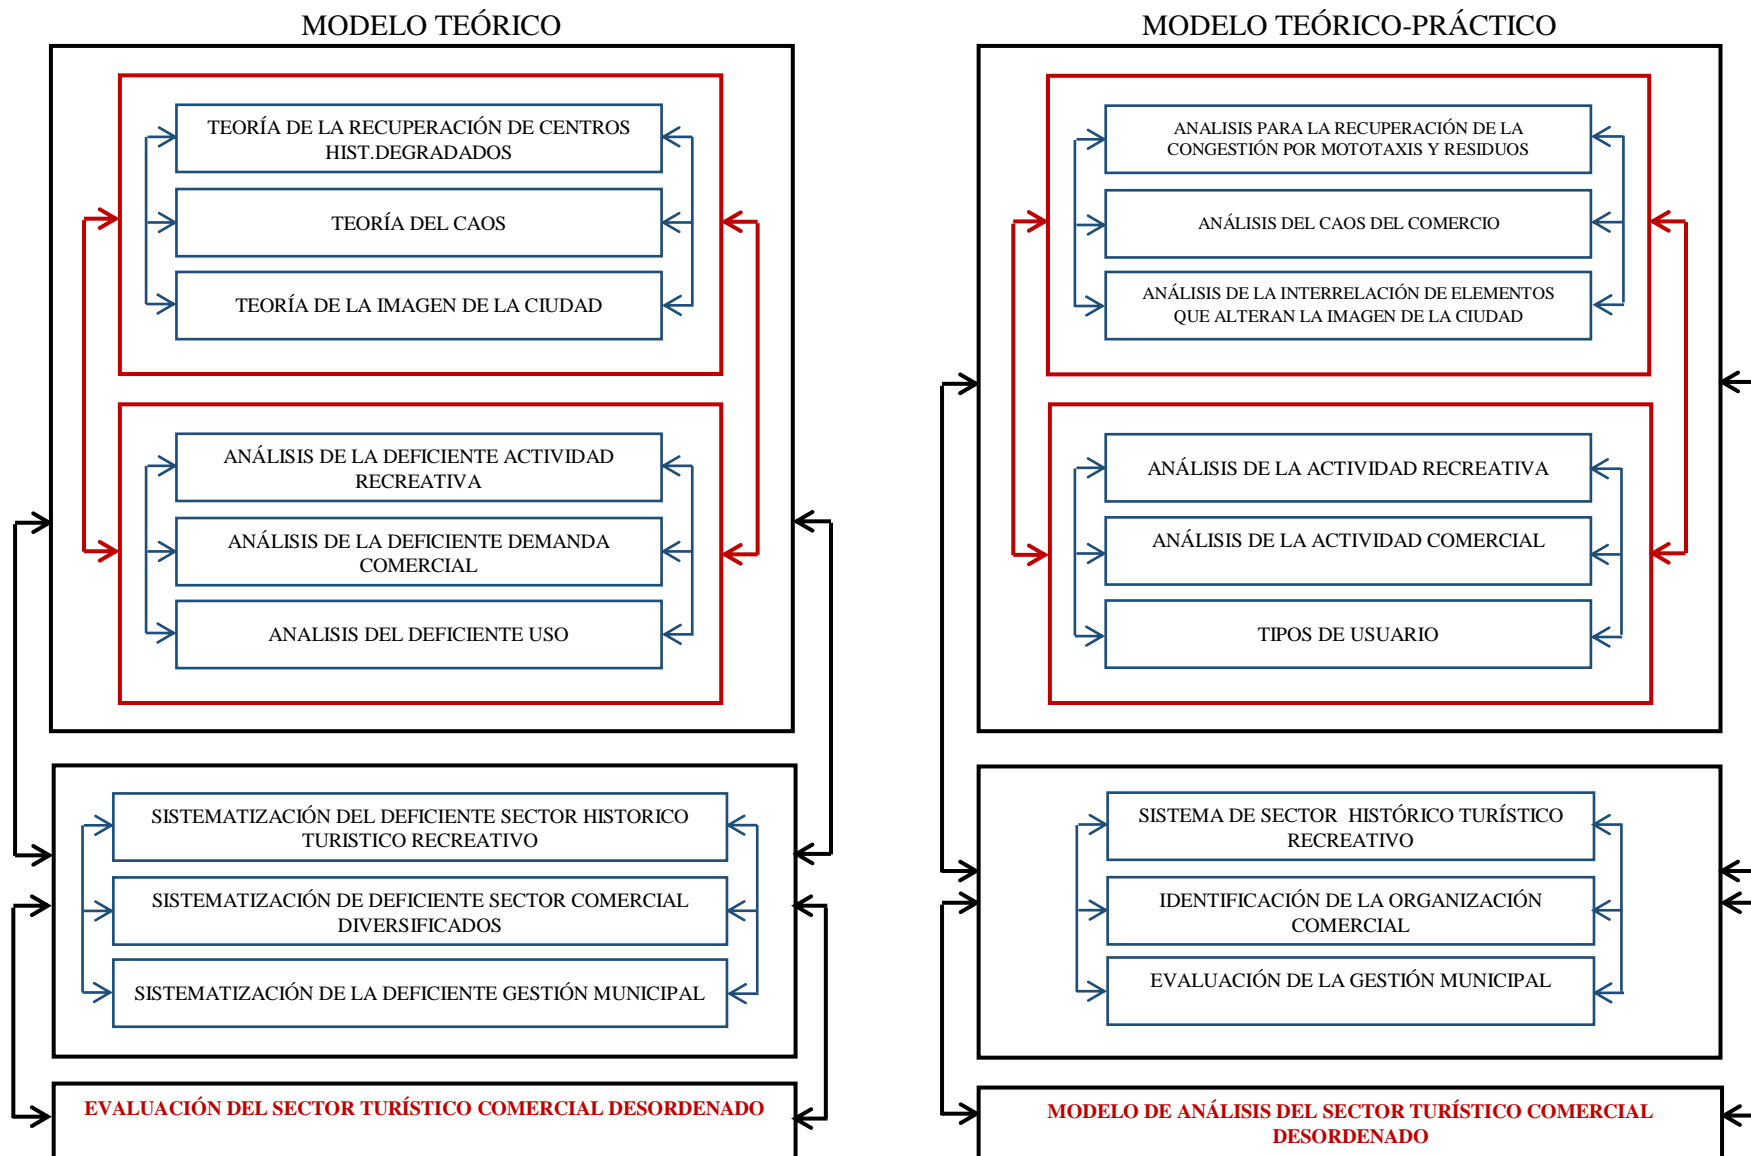 MODELO TEÓRICO
TEORÍA DE LA RECUPERACIÓN DE CENTROS
HIST.DEGRADADOS
TEORÍA DEL CAOS
TEORÍA DE LA IMAGEN DE LA CIUDAD
ANÁLISIS DE LA DEFICIENTE ACTIVIDAD
RECREATIVA
ANÁLISIS DE LA DEFICIENTE DEMANDA
COMERCIAL
ANALISIS DEL DEFICIENTE USO
SISTEMATIZACIÓN DEL DEFICIENTE SECTOR HISTORICO
TURISTICO RECREATIVO
SISTEMATIZACIÓN DE DEFICIENTE SECTOR COMERCIAL
DIVERSIFICADOS
SISTEMATIZACIÓN DE LA DEFICIENTE GESTIÓN MUNICIPAL
EVALUACIÓN DEL SECTOR TURÍSTICO COMERCIAL DESORDENADO
MODELO TEÓRICO-PRÁCTICO
ANALISIS PARA LA RECUPERACIÓN DE LA
CONGESTIÓN POR MOTOTAXIS Y RESIDUOS
ANÁLISIS DEL CAOS DEL COMERCIO
ANÁLISIS DE LA INTERRELACIÓN DE ELEMENTOS
QUE ALTERAN LA IMAGEN DE LA CIUDAD
ANÁLISIS DE LA ACTIVIDAD RECREATIVA
ANÁLISIS DE LA ACTIVIDAD COMERCIAL
TIPOS DE USUARIO
SISTEMA DE SECTOR HISTÓRICO TURÍSTICO
RECREATIVO
IDENTIFICACIÓN DE LA ORGANIZACIÓN
COMERCIAL
EVALUACIÓN DE LA GESTIÓN MUNICIPAL
MODELO DE ANÁLISIS DEL SECTOR TURÍSTICO COMERCIAL
DESORDENADO